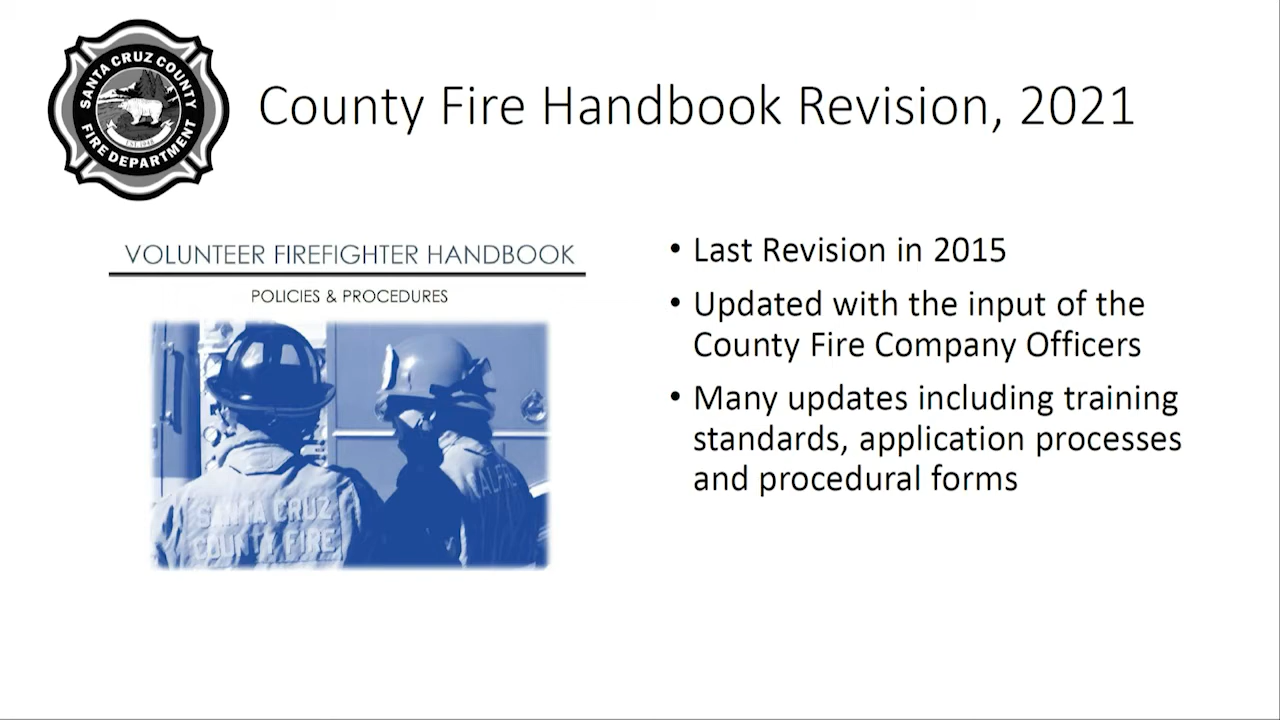 SANTA CRUZ COUNTY
FIRE DEPARTMENT
EST 1948
County Fire Handbook Revision, 2021
VOLUNTEER FIREFIGHTER HANDBOOK
POLICIES & PROCEDURES
SANTA CRUZ
COUNTY FIRE
• Last Revision in 2015
• Updated with the input of the
County Fire Company Officers
• Many updates including training
standards, application processes
and procedural forms